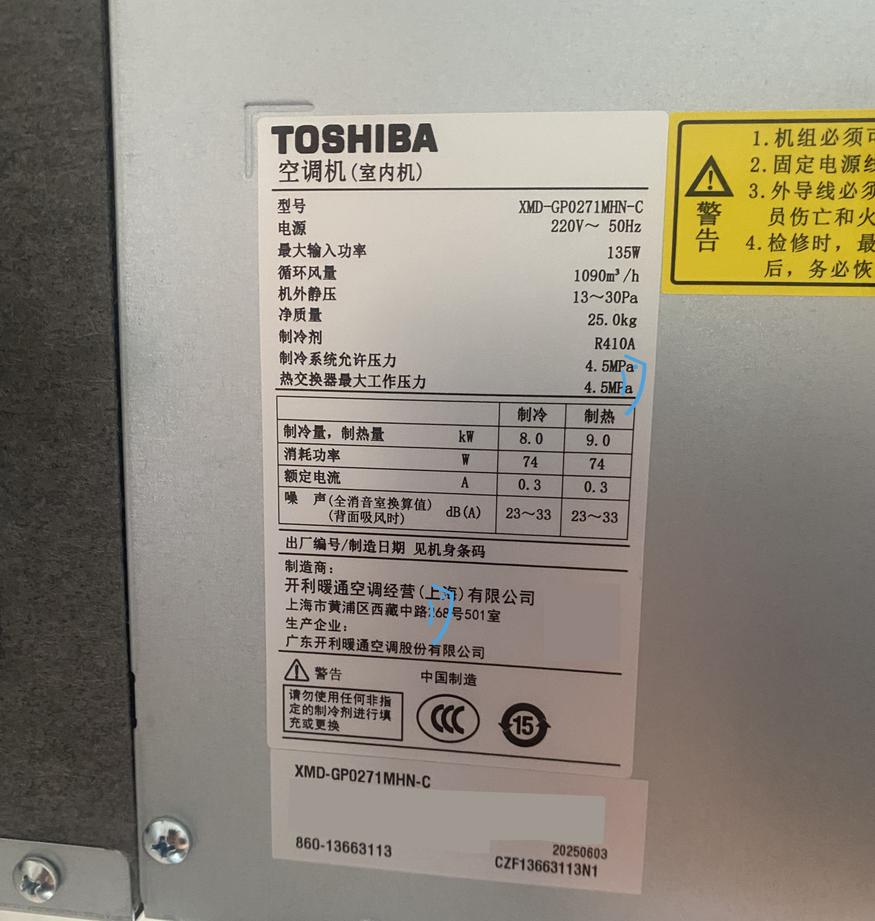 TOSHIBA
空调机(室内机)
型号 XMD-GP0271MHN-C
电源 220V～ 50Hz
最大输入功率 135W
循环风量 1090m³/h
机外静压 13～30Pa
净质量 25.0kg
制冷剂 R410A
制冷系统允许压力 4.5MPa
热交换器最大工作压力 4.5MPa
制冷 制热
制冷量，制热量 kW 8.0 9.0
消耗功率 W 74 74
额定电流 A 0.3 0.3
噪 声(全消音室换算值) dB(A) 23～33 23～33
(背面吸风时)
出厂编号/制造日期 见机身条码
制造商：
开利暖通空调经营(上海)有限公司
上海市黄浦区西藏中路268号501室
生产企业：
广东开利暖通空调股份有限公司
警告
中国制造
请勿使用任何非指
定的制冷剂进行填
充或更换
CCC
15
XMD-GP0271MHN-C
860-13663113
20250603
CZF13663113N1
警告
1.机组必须
2.固定电源
3.外导线必须
员伤亡和火
4.检修时，最
后，务必恢